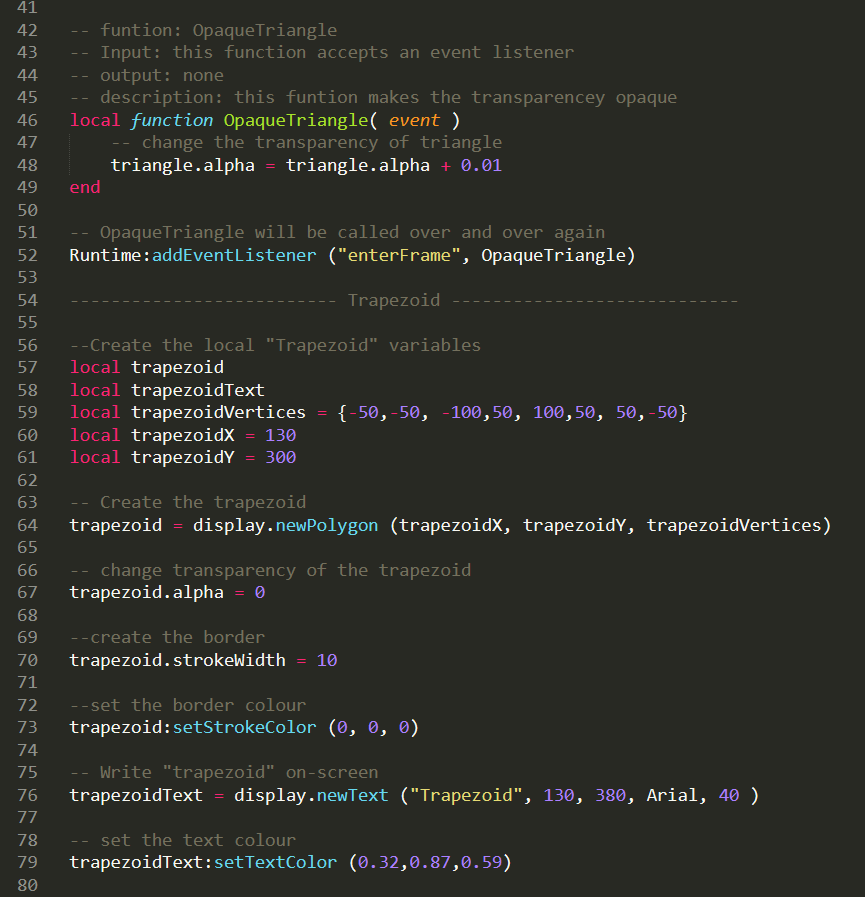 41
42 -- funtion: OpaqueTriangle
43 -- Input: this function accepts an event listener
44 -- output: none
45 -- description: this funtion makes the transparencey opaque
46 local function OpaqueTriangle( event )
47     -- change the transparency of triangle
48     triangle.alpha = triangle.alpha + 0.01
49 end
50
51 -- OpaqueTriangle will be called over and over again
52 Runtime:addEventListener ("enterFrame", OpaqueTriangle)
53
54 -------------------------- Trapezoid ----------------------------
55
56 --Create the local "Trapezoid" variables
57 local trapezoid
58 local trapezoidText
59 local trapezoidVertices = {-50,-50, -100,50, 100,50, 50,-50}
60 local trapezoidX = 130
61 local trapezoidY = 300
62
63 -- Create the trapezoid
64 trapezoid = display.newPolygon (trapezoidX, trapezoidY, trapezoidVertices)
65
66 -- change transparency of the trapezoid
67 trapezoid.alpha = 0
68
69 --create the border
70 trapezoid.strokeWidth = 10
71
72 --set the border colour
73 trapezoid:setStrokeColor (0, 0, 0)
74
75 -- Write "trapezoid" on-screen
76 trapezoidText = display.newText ("Trapezoid", 130, 380, Arial, 40 )
77
78 -- set the text colour
79 trapezoidText:setTextColor (0.32,0.87,0.59)
80